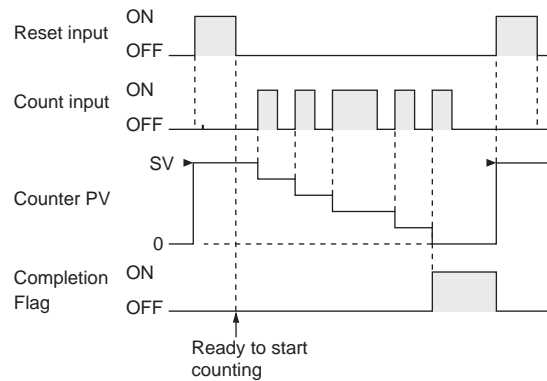 ON
Reset input
OFF
ON
Count input
OFF
SV
Counter PV
0
Completion
Flag
ON
OFF
Ready to start
counting